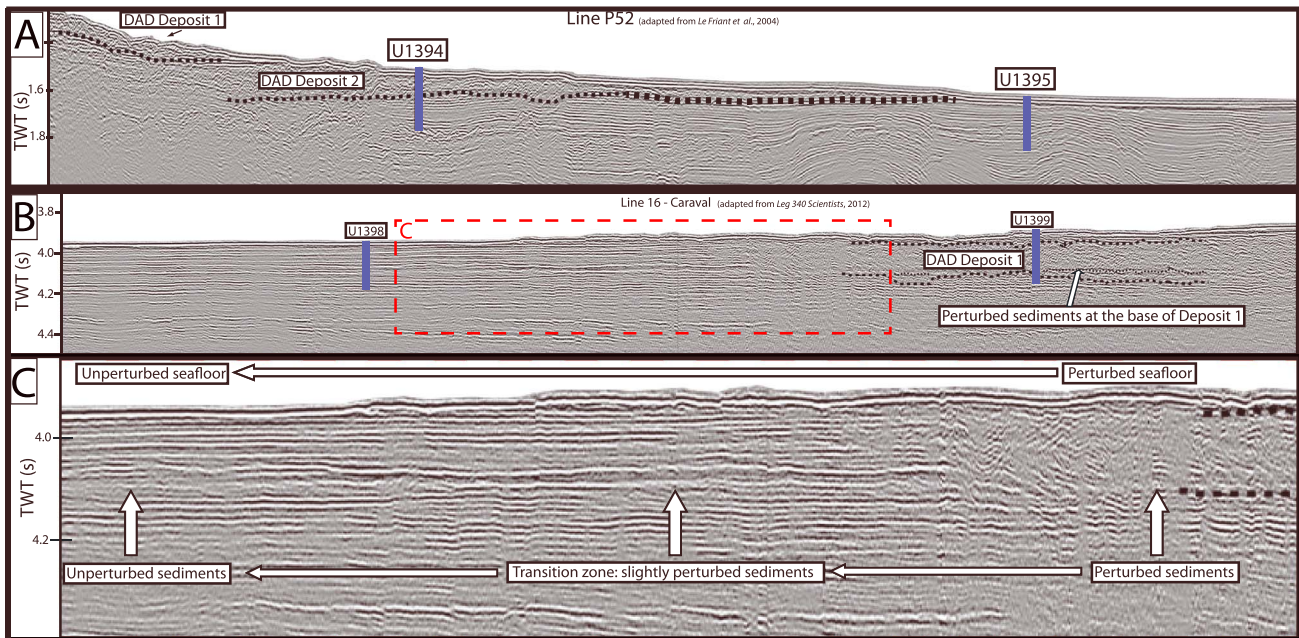 A
Line P52 (adapted from Le Friant et al., 2004)
DAD Deposit 1
U1394
DAD Deposit 2
U1395
TWT (s)
1.6
1.8
B
Line 16 - Caraval (adapted from Leg 340 Scientists, 2012)
3.8
4.0
4.2
4.4
TWT (s)
U1398
C
U1399
DAD Deposit 1
Perturbed sediments at the base of Deposit 1
C
Unperturbed seafloor
Perturbed seafloor
4.0
4.2
TWT (s)
Unperturbed sediments
Transition zone: slightly perturbed sediments
Perturbed sediments